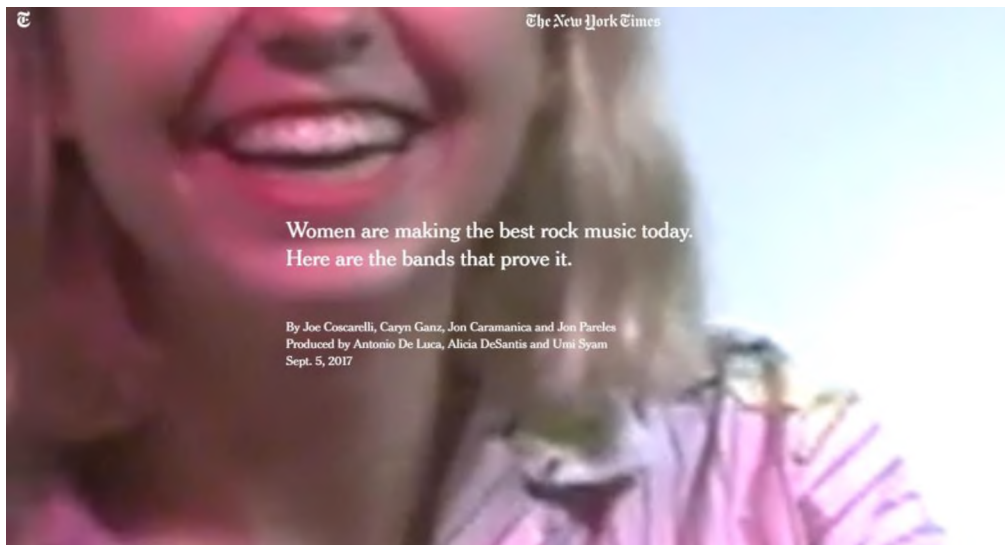 T
The New York Times
Women are making the best rock music today.
Here are the bands that prove it.
By Joe Coscarelli, Caryn Ganz, Jon Caramanica and Jon Pareles
Produced by Antonio De Luca, Alicia DeSantis and Umi Syam
Sept. 5, 2017